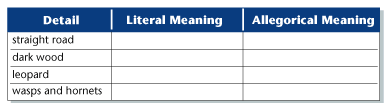 Detail Literal Meaning Allegorical Meaning
straight road
dark wood
leopard
wasps and hornets